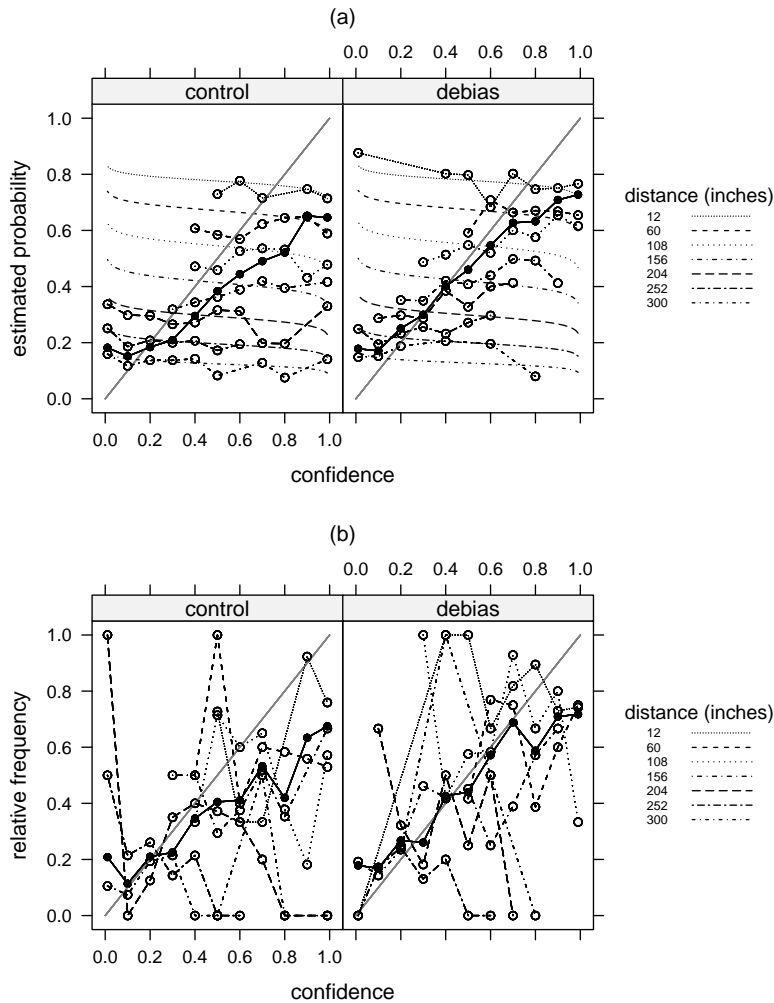 (a)
0.0 0.2 0.4 0.6 0.8 1.0
control debias
1.0
0.8
0.6
0.4
0.2
0.0
estimated probability
0.0 0.2 0.4 0.6 0.8 1.0
confidence
distance (inches)
12
60
108
156
204
252
300
(b)
0.0 0.2 0.4 0.6 0.8 1.0
control debias
1.0
0.8
0.6
0.4
0.2
0.0
relative frequency
0.0 0.2 0.4 0.6 0.8 1.0
confidence
distance (inches)
12
60
108
156
204
252
300